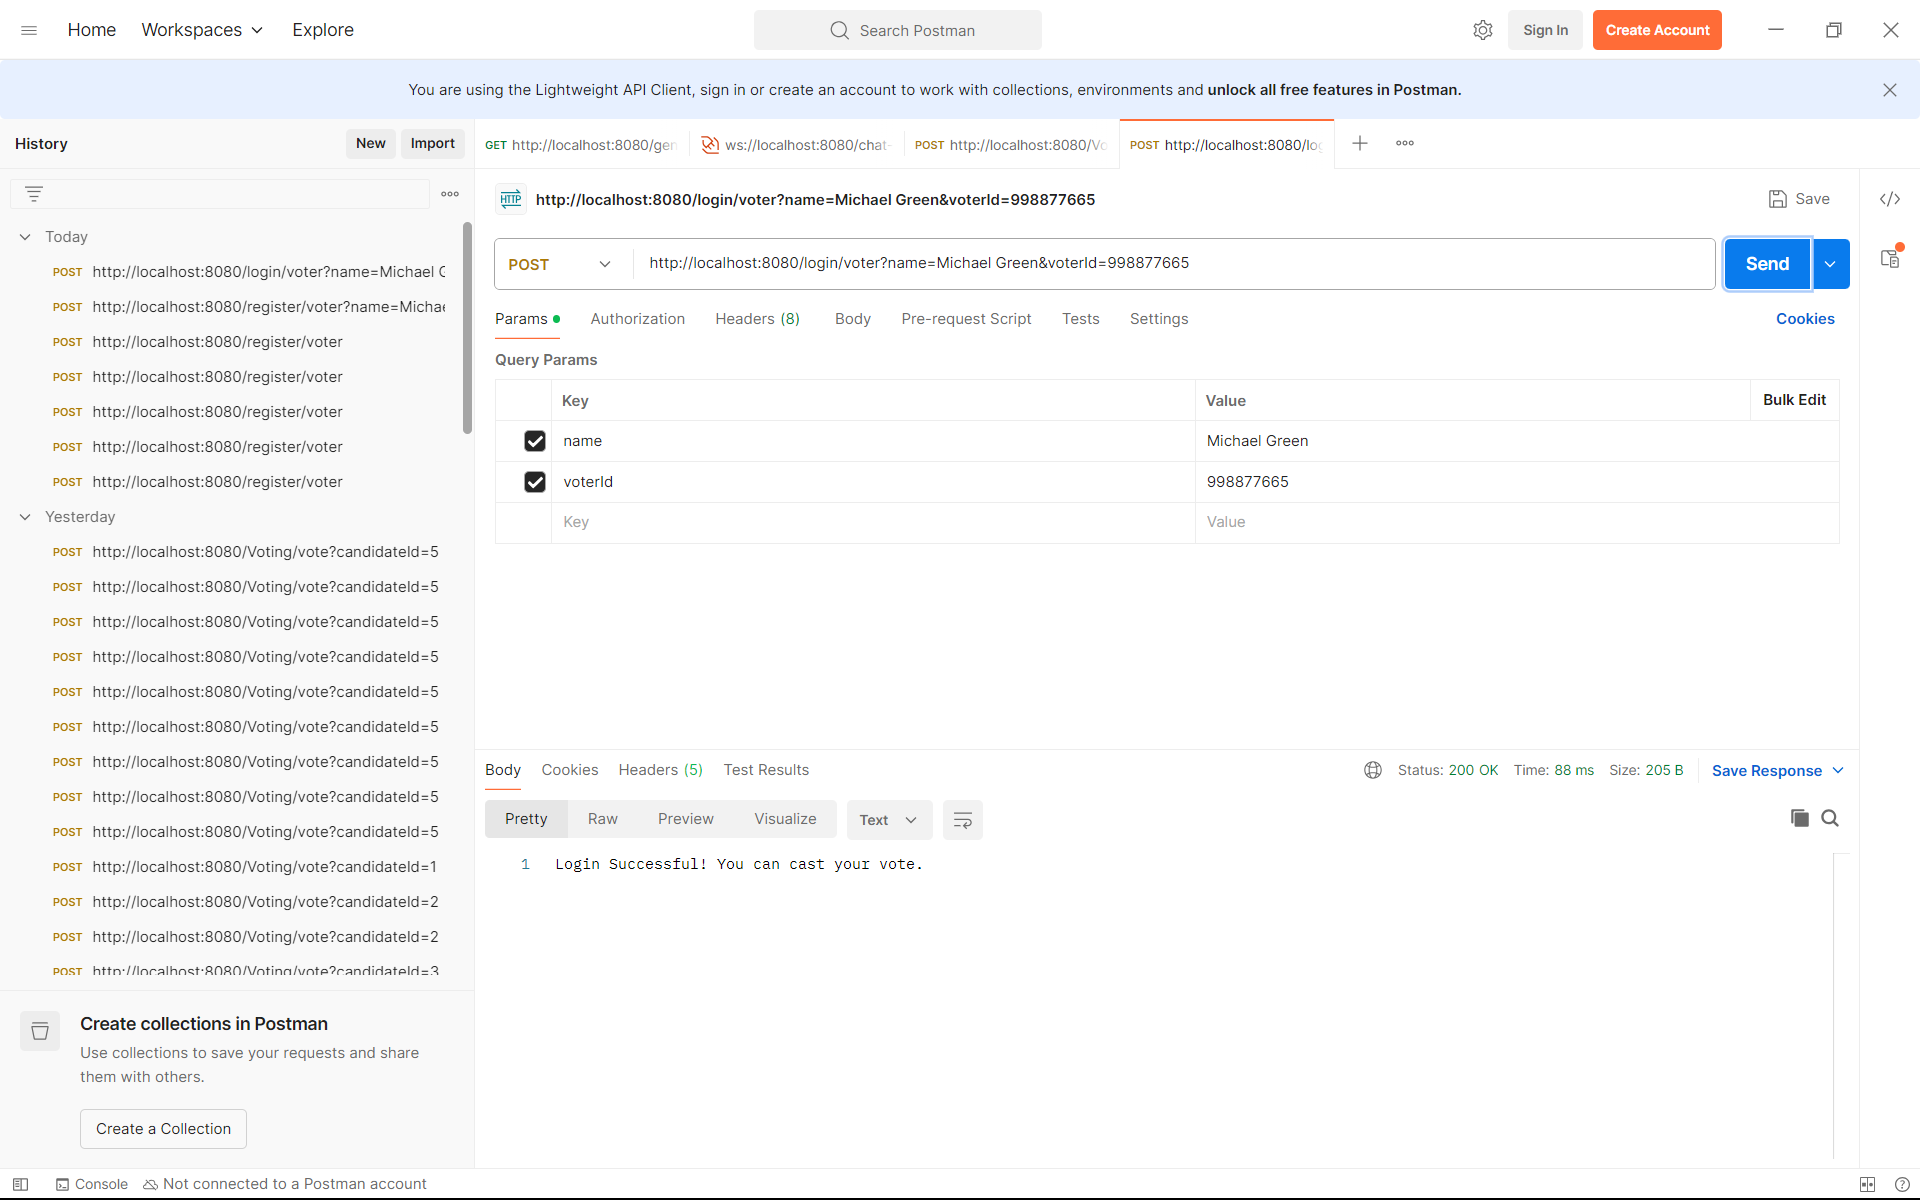 Home Workspaces Explore Search Postman Sign In Create Account
You are using the Lightweight API Client, sign in or create an account to work with collections, environments and unlock all free features in Postman.
History New Import
GET http://localhost:8080/gen
ws://localhost:8080/chat-
POST http://localhost:8080/Vo
POST http://localhost:8080/log
HTTP http://localhost:8080/login/voter?name=Michael Green&voterId=998877665 Save
Today
POST http://localhost:8080/login/voter?name=Michael G
POST http://localhost:8080/register/voter?name=Michae
POST http://localhost:8080/register/voter
POST http://localhost:8080/register/voter
POST http://localhost:8080/register/voter
POST http://localhost:8080/register/voter
POST http://localhost:8080/register/voter
Yesterday
POST http://localhost:8080/Voting/vote?candidateId=5
POST http://localhost:8080/Voting/vote?candidateId=5
POST http://localhost:8080/Voting/vote?candidateId=5
POST http://localhost:8080/Voting/vote?candidateId=5
POST http://localhost:8080/Voting/vote?candidateId=5
POST http://localhost:8080/Voting/vote?candidateId=5
POST http://localhost:8080/Voting/vote?candidateId=5
POST http://localhost:8080/Voting/vote?candidateId=5
POST http://localhost:8080/Voting/vote?candidateId=5
POST http://localhost:8080/Voting/vote?candidateId=1
POST http://localhost:8080/Voting/vote?candidateId=2
POST http://localhost:8080/Voting/vote?candidateId=2
POST http://localhost:8080/Voting/vote?candidateId=3
Create collections in Postman
Use collections to save your requests and share
them with others.
Create a Collection
POST http://localhost:8080/login/voter?name=Michael Green&voterId=998877665 Send
Params Authorization Headers (8) Body Pre-request Script Tests Settings Cookies
Query Params
Key Value Bulk Edit
name Michael Green
voterId 998877665
Key Value
Body Cookies Headers (5) Test Results Status: 200 OK Time: 88 ms Size: 205 B Save Response
Pretty Raw Preview Visualize Text
1 Login Successful! You can cast your vote.
Console Not connected to a Postman account